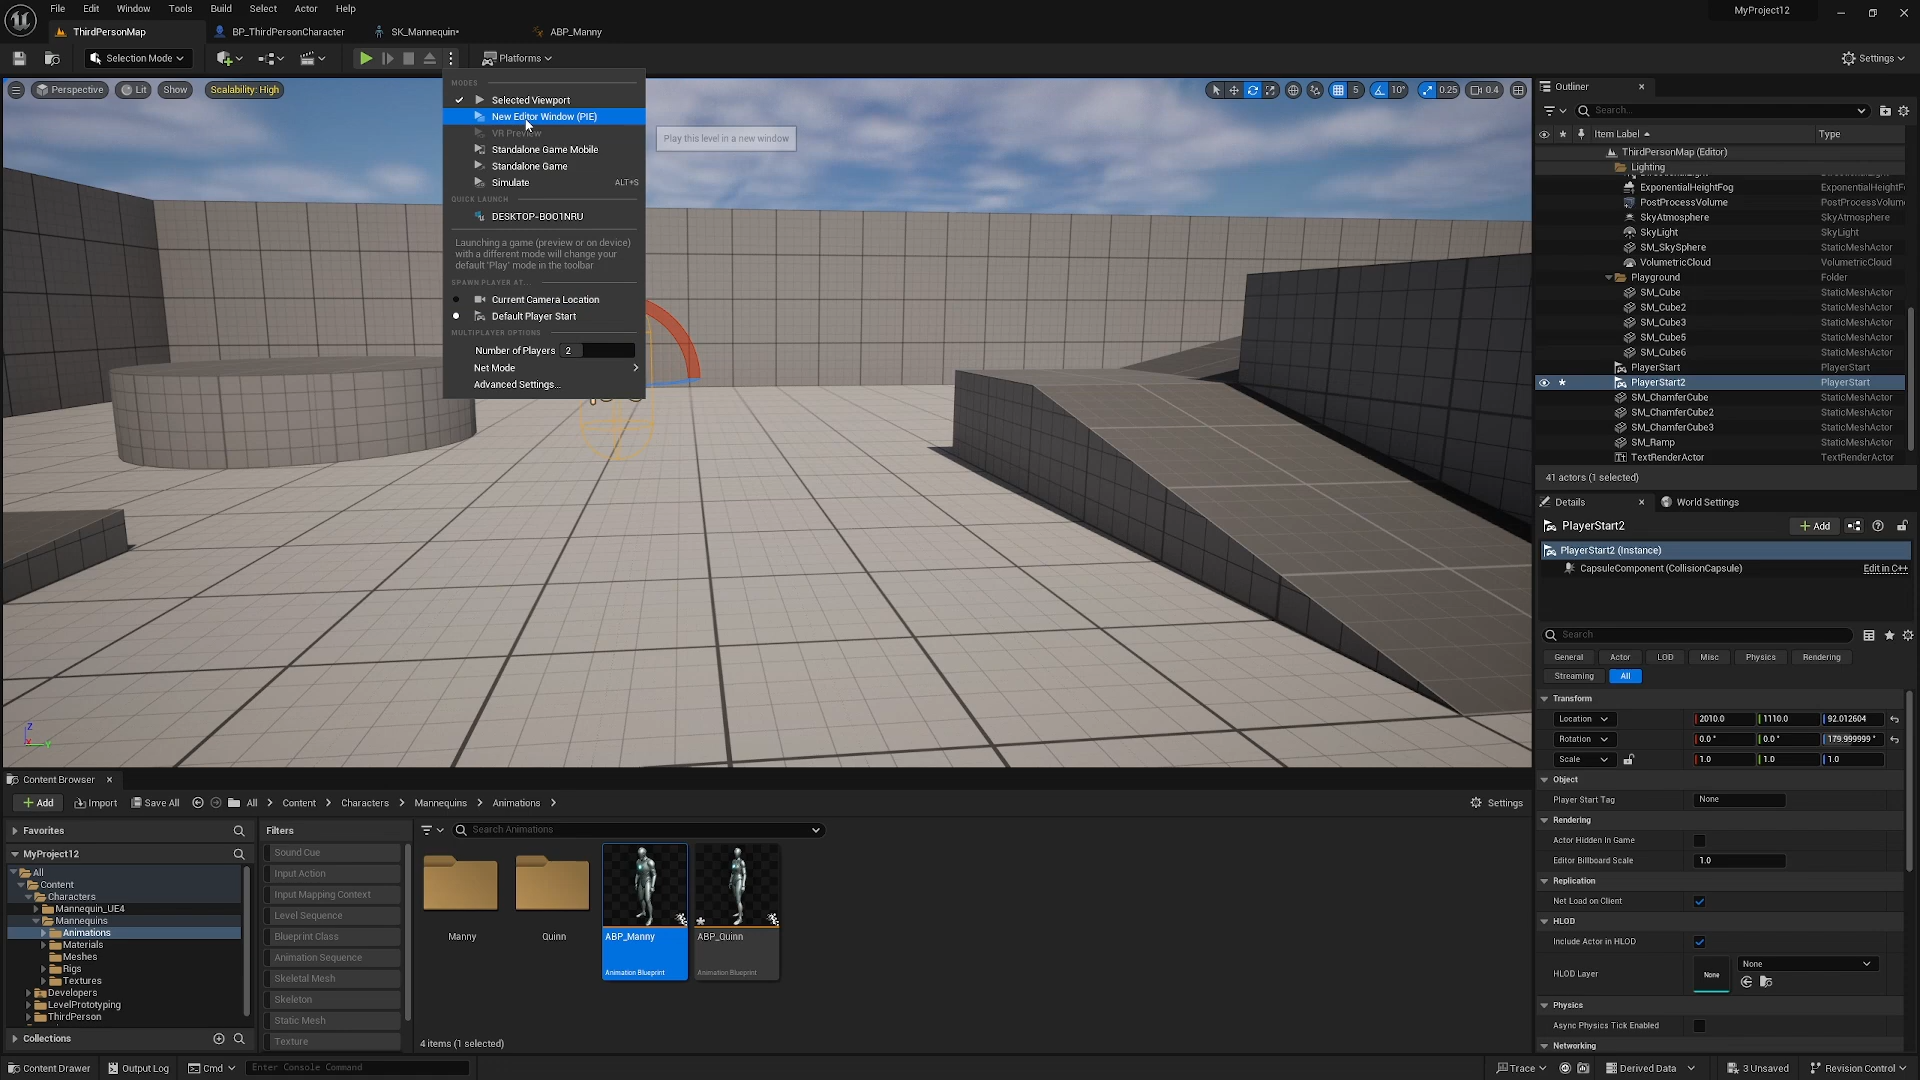 File Edit Window Tools Build Select Actor Help
MyProject12
ThirdPersonMap BP_ThirdPersonCharacter SK_Mannequin* ABP_Manny
Selection Mode Platforms Settings
Perspective Lit Show Scalability: High
5 10° 0.25 0.4
MODES
Selected Viewport
New Editor Window (PIE)
VR Preview
Standalone Game Mobile
Standalone Game
Simulate ALT+S
QUICK LAUNCH
DESKTOP-BOO1NRU
Launching a game (preview or on device)
with a different mode will change your
default 'Play' mode in the toolbar
SPAWN PLAYER AT...
Current Camera Location
Default Player Start
MULTIPLAYER OPTIONS
Number of Players 2
Net Mode
Advanced Settings...
Play this level in a new window
Outliner
Search...
Item Label Type
ThirdPersonMap (Editor)
Lighting
ExponentialHeightFog ExponentialHeightF
PostProcessVolume PostProcessVolum
SkyAtmosphere SkyAtmosphere
SkyLight SkyLight
SM_SkySphere StaticMeshActor
VolumetricCloud VolumetricCloud
Playground Folder
SM_Cube StaticMeshActor
SM_Cube2 StaticMeshActor
SM_Cube3 StaticMeshActor
SM_Cube5 StaticMeshActor
SM_Cube6 StaticMeshActor
PlayerStart PlayerStart
PlayerStart2 PlayerStart
SM_ChamferCube StaticMeshActor
SM_ChamferCube2 StaticMeshActor
SM_ChamferCube3 StaticMeshActor
SM_Ramp StaticMeshActor
TextRenderActor TextRenderActor
41 actors (1 selected)
Details World Settings
PlayerStart2 Add
PlayerStart2 (Instance)
CapsuleComponent (CollisionCapsule) Edit in C++
Search
General Actor LOD Misc Physics Rendering
Streaming All
Transform
Location 2010.0 1110.0 92.012604
Rotation 0.0 ° 0.0 ° 179.999999 °
Scale 1.0 1.0 1.0
Object
Player Start Tag None
Rendering
Actor Hidden In Game
Editor Billboard Scale 1.0
Replication
Net Load on Client
HLOD
Include Actor in HLOD
HLOD Layer None None
Physics
Async Physics Tick Enabled
Networking
Z
Y
Content Browser
Add Import Save All All Content Characters Mannequins Animations Settings
Favorites
MyProject12
All
Content
Characters
Mannequin_UE4
Mannequins
Animations
Materials
Meshes
Rigs
Textures
Developers
LevelPrototyping
ThirdPerson
Collections
Filters
Sound Cue
Input Action
Input Mapping Context
Level Sequence
Blueprint Class
Animation Sequence
Skeletal Mesh
Skeleton
Static Mesh
Texture
Search Animations
Manny Quinn ABP_Manny ABP_Quinn
Animation Blueprint Animation Blueprint
4 items (1 selected)
Content Drawer Output Log Cmd Enter Console Command Trace Derived Data 3 Unsaved Revision Control